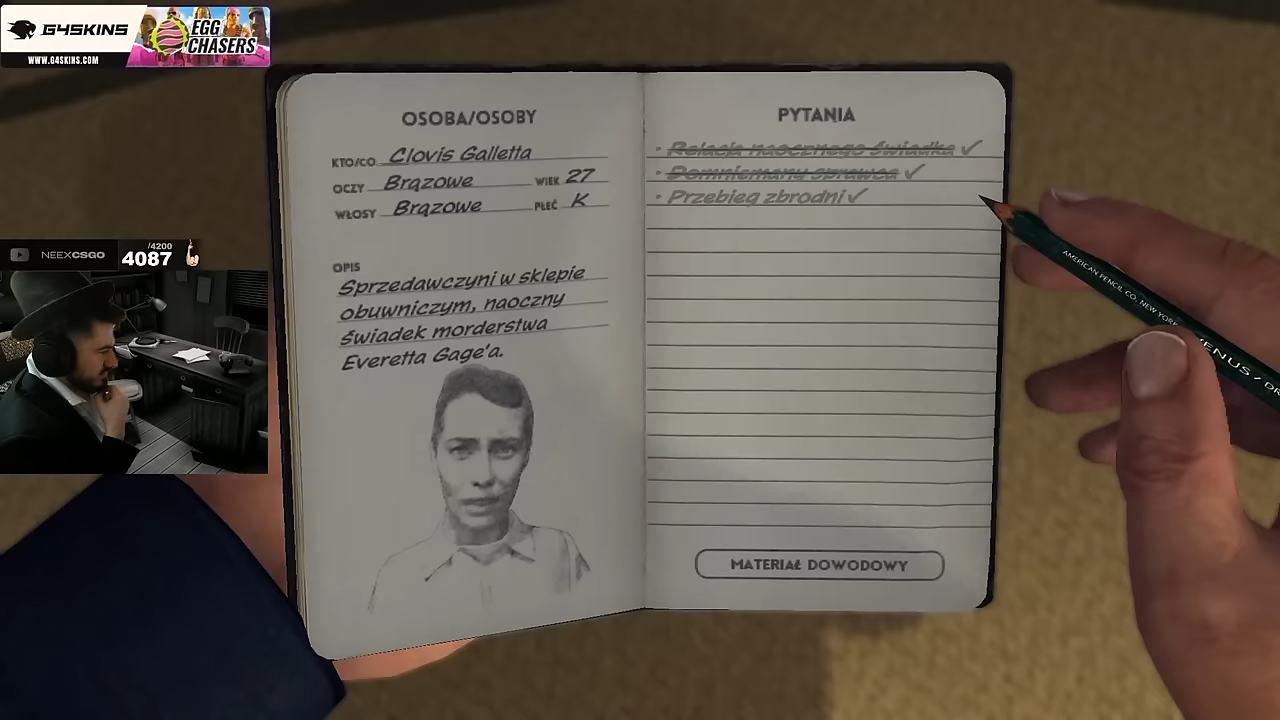 G4SKINS
WWW.G4SKINS.COM
EGG
CHASERS
NEEXCSGO
/4200
4087
OSOBA/OSOBY
KTO/CO Clovis Galletta
OCZY Brązowe WIEK 27
WŁOSY Brązowe PŁEĆ K
OPIS
Sprzedawczyni w sklepie
obuwniczym, naoczny
świadek morderstwa
Everetta Gage'a.
PYTANIA
• Relacja naocznego świadka ✓
• Domniemany sprawca ✓
• Przebieg zbrodni ✓
MATERIAŁ DOWODOWY
AMERICAN PENCIL CO, NEW YORK
VENUS / DR